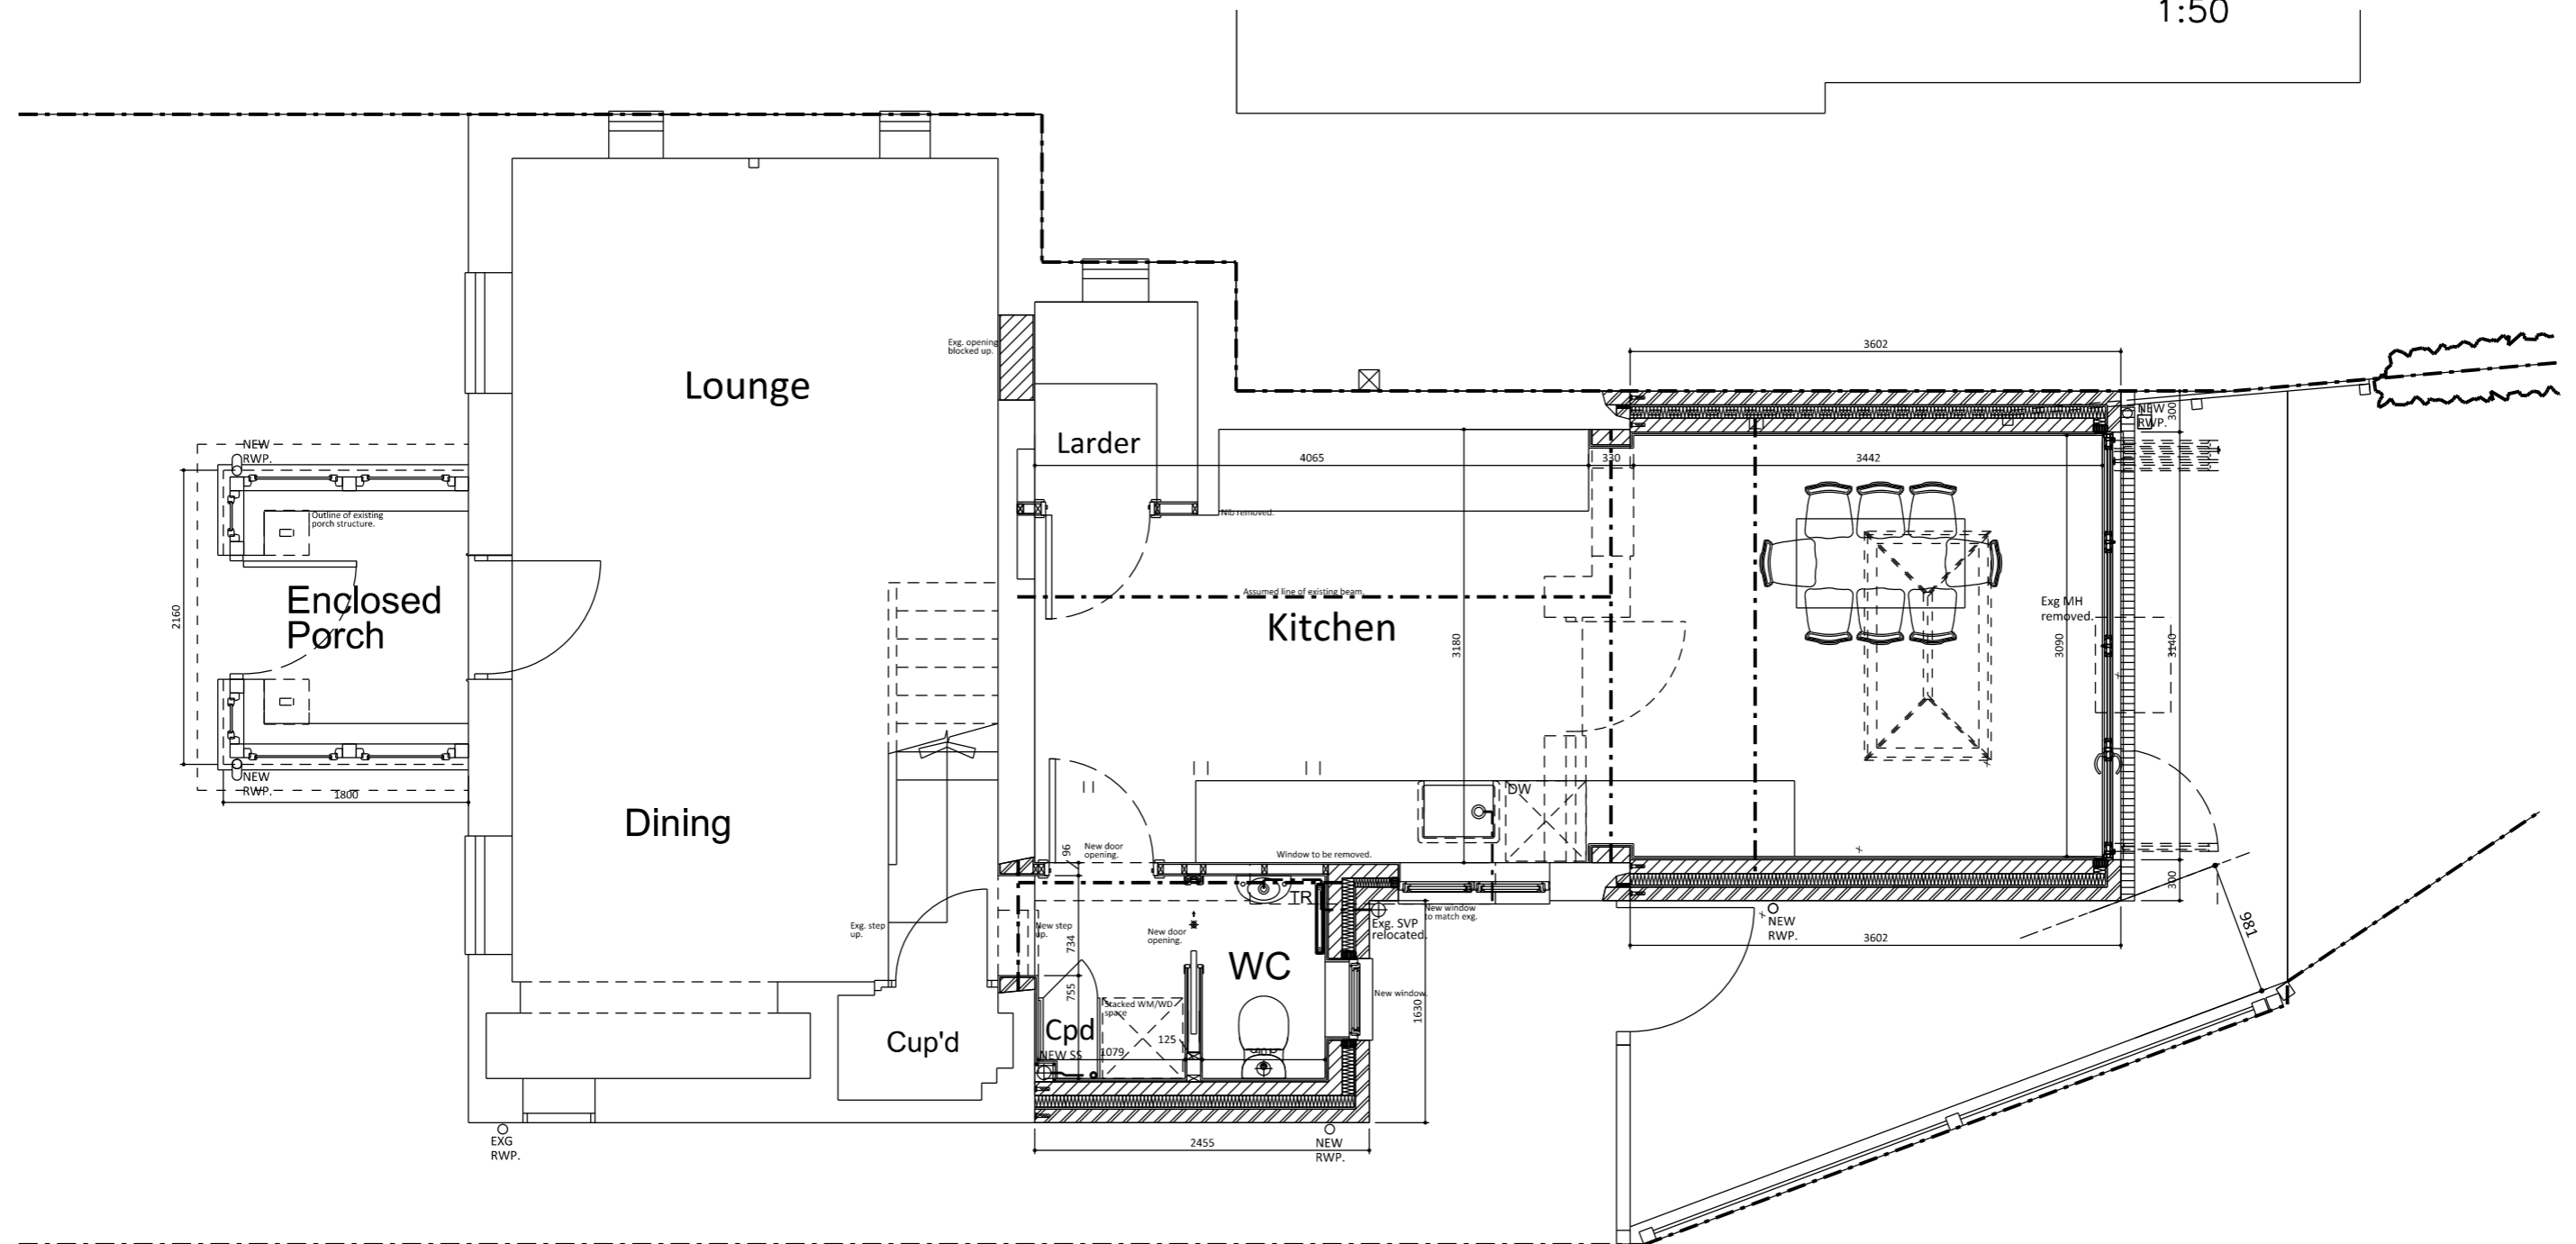 1:50
3602
Exg. opening
blocked up.
Lounge
Larder
NEW
RWP.
300
NEW
RWP.
4065
330
3442
Outline of existing
porch structure.
Nib removed.
Assumed line of existing beam.
Enclosed
Porch
2160
Kitchen
3180
Exg MH
removed.
3090
3140
NEW
RWP.
1800
DW
Dining
96
New door
opening.
Window to be removed.
TR
300
Exg. step
up.
New step
up.
New door
opening.
734
New window
to match exg.
Exg. SVP
relocated.
NEW
RWP.
3602
981
WC
755
Stacked WM/WD
space
New window.
1630
Cup'd
Cpd
125
NEW SS
1079
EXG
RWP.
2455
NEW
RWP.